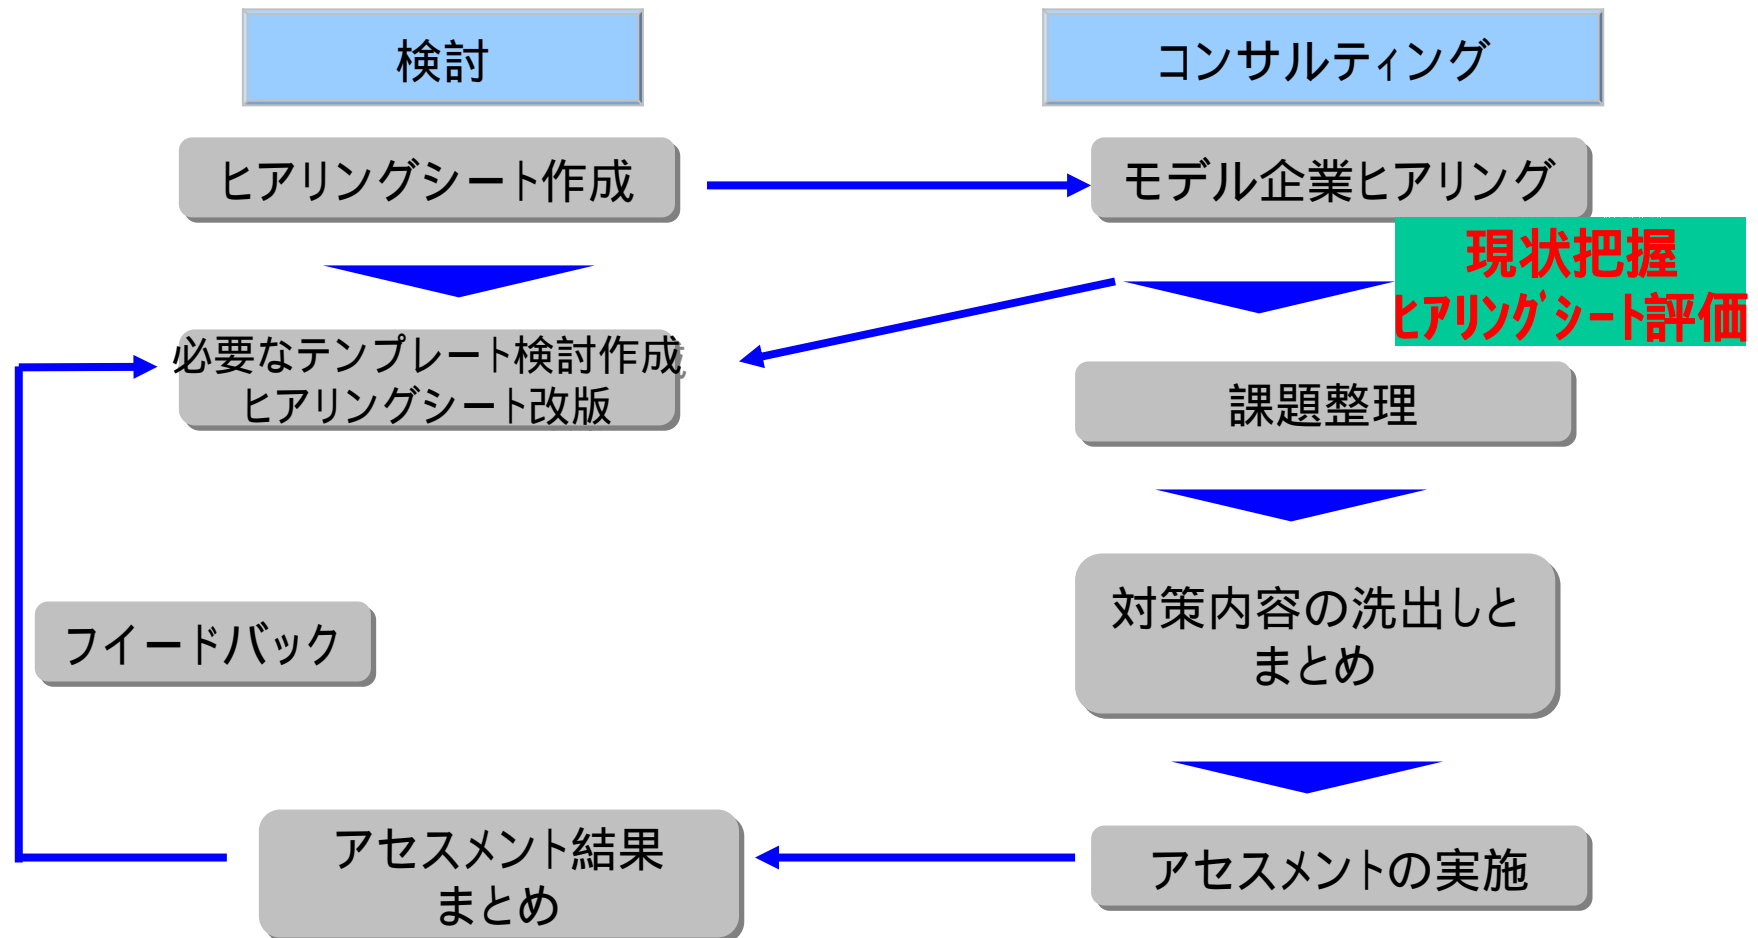 検討
コンサルティング
ヒアリングシート作成
モデル企業ヒアリング
現状把握
ヒアリングシート評価
必要なテンプレート検討作成
ヒアリングシート改版
課題整理
対策内容の洗出しと
まとめ
フイードバック
アセスメント結果
まとめ
アセスメントの実施